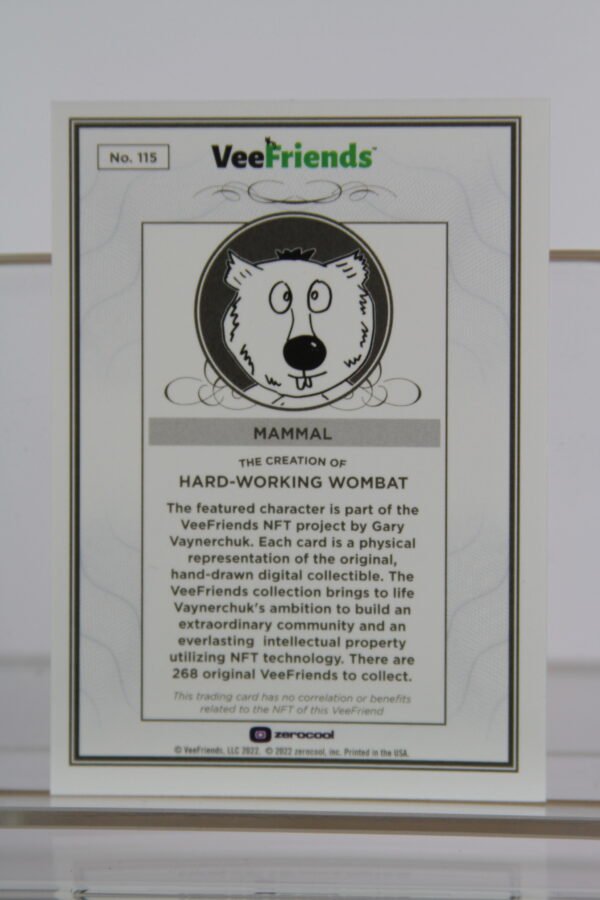 No. 115
VeeFriends™
MAMMAL
THE CREATION OF
HARD-WORKING WOMBAT
The featured character is part of the
VeeFriends NFT project by Gary
Vaynerchuk. Each card is a physical
representation of the original,
hand-drawn digital collectible. The
VeeFriends collection brings to life
Vaynerchuk's ambition to build an
extraordinary community and an
everlasting intellectual property
utilizing NFT technology. There are
268 original VeeFriends to collect.
This trading card has no correlation or benefits
related to the NFT of this VeeFriend
zerocool
© VeeFriends, LLC 2022. © 2022 zerocool, inc. Printed in the USA.